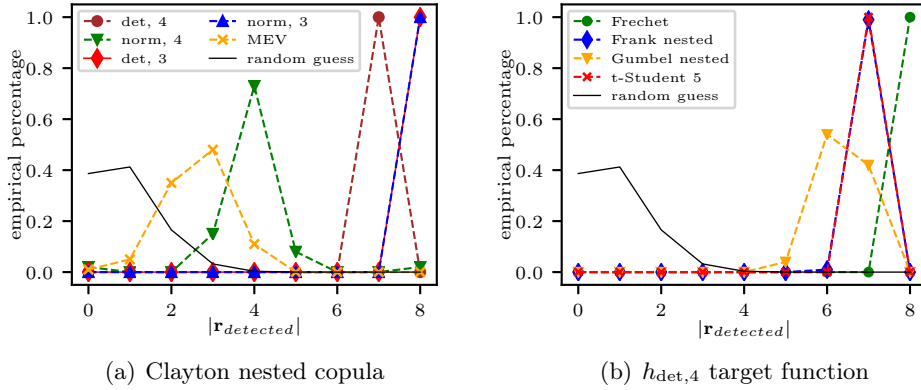 det, 4
norm, 4
det, 3
norm, 3
MEV
random guess
empirical percentage
1.0
0.8
0.6
0.4
0.2
0.0
0 2 4 6 8
|r_detected|
(a) Clayton nested copula
Frechet
Frank nested
Gumbel nested
t-Student 5
random guess
empirical percentage
1.0
0.8
0.6
0.4
0.2
0.0
0 2 4 6 8
|r_detected|
(b) h_det,4 target function